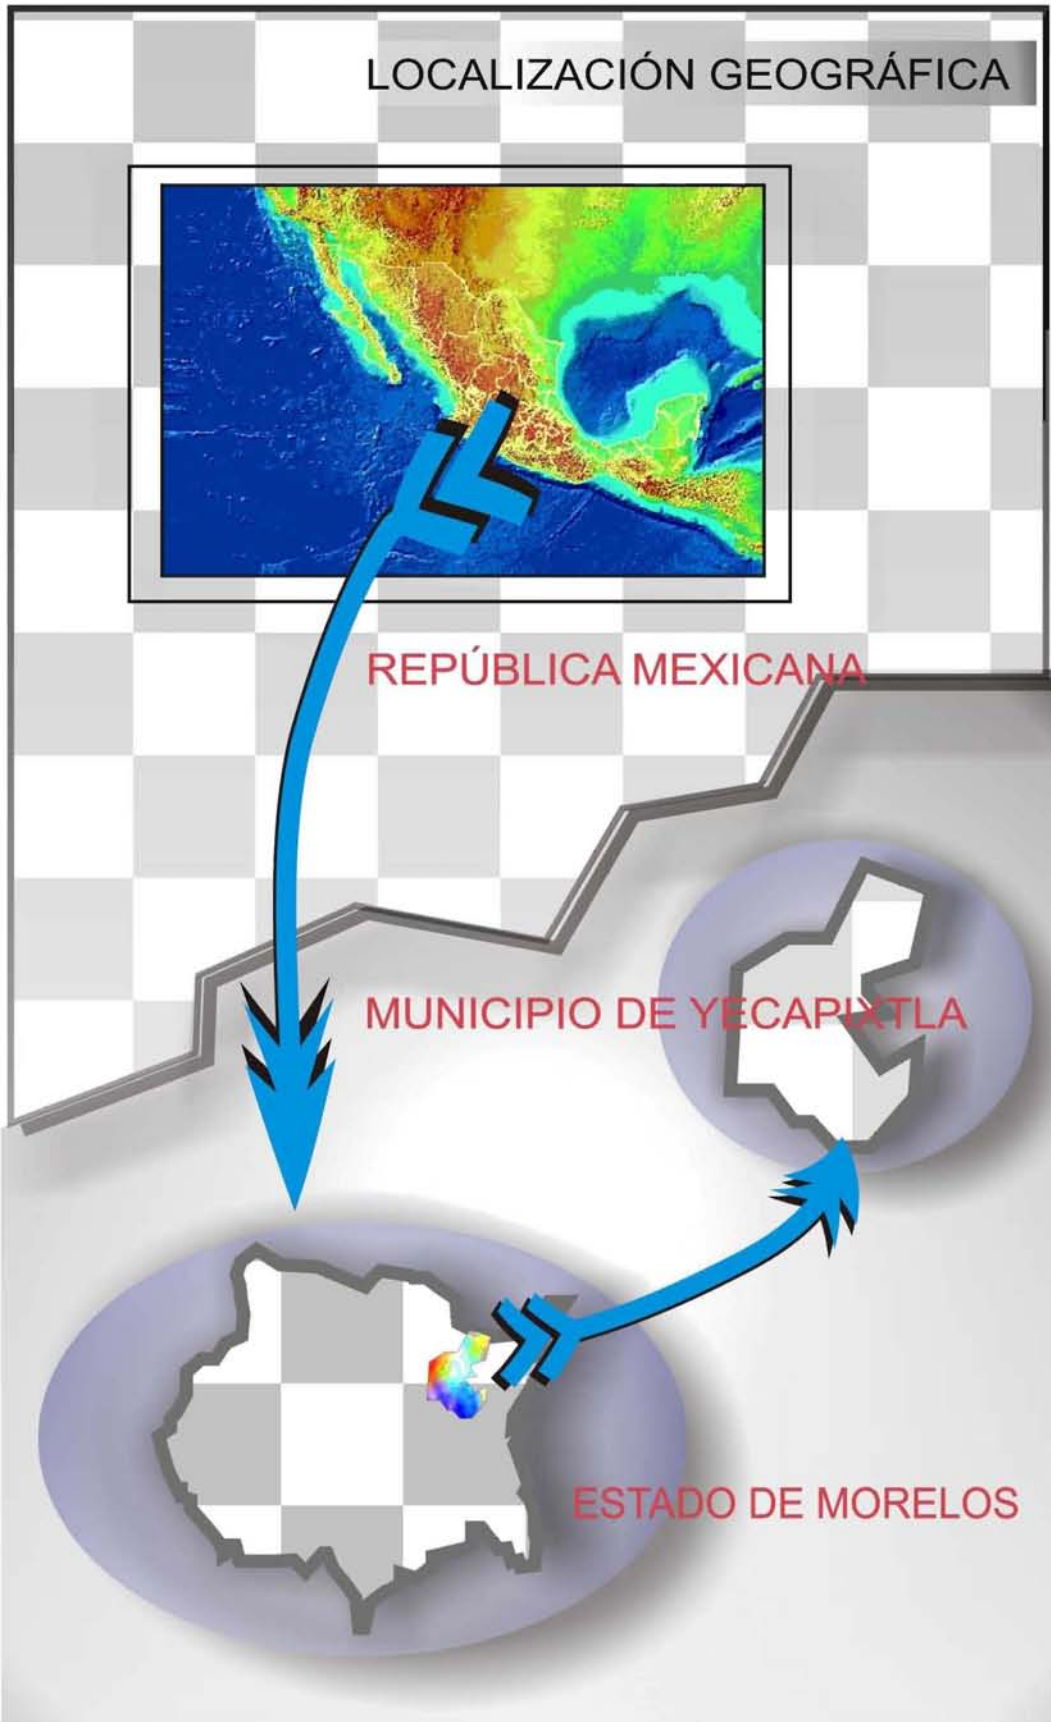 LOCALIZACIÓN GEOGRÁFICA
REPÚBLICA MEXICANA
MUNICIPIO DE YECAPIXTLA
ESTADO DE MORELOS